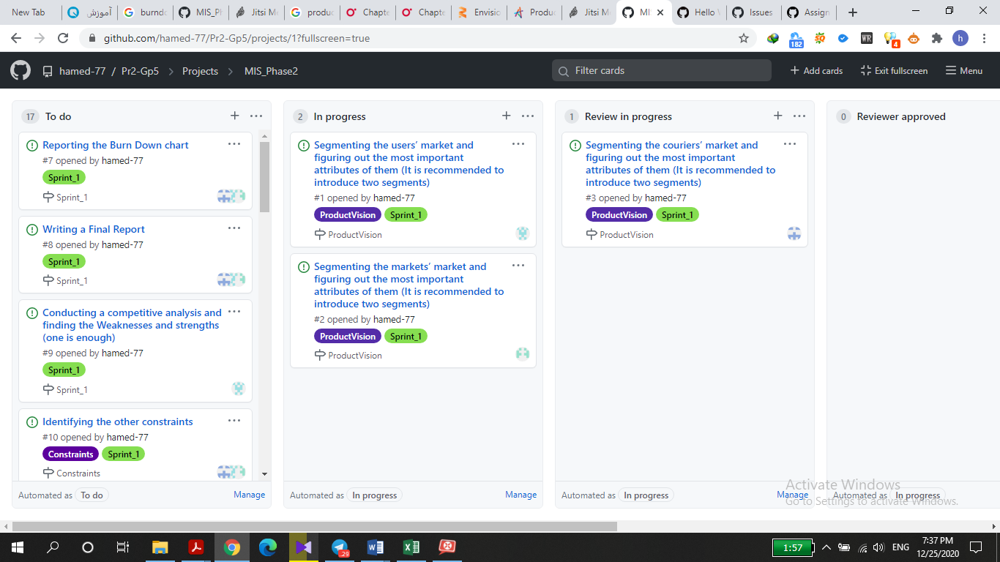 New Tab
آموزش
burndo
MIS_Ph
Jitsi Me
produc
Chapte
Chapte
Envisio
Produc
Jitsi Me
MIS
Hello W
Issues
Assign
github.com/hamed-77/Pr2-Gp5/projects/1?fullscreen=true
182
WR
4
h
hamed-77 / Pr2-Gp5 > Projects > MIS_Phase2
Filter cards
+ Add cards
Exit fullscreen
Menu
17 To do
Reporting the Burn Down chart
#7 opened by hamed-77
Sprint_1
Sprint_1
Writing a Final Report
#8 opened by hamed-77
Sprint_1
Sprint_1
Conducting a competitive analysis and
finding the Weaknesses and strengths
(one is enough)
#9 opened by hamed-77
Sprint_1
Sprint_1
Identifying the other constraints
#10 opened by hamed-77
Constraints Sprint_1
Constraints
Automated as To do
Manage
2 In progress
Segmenting the users’ market and
figuring out the most important
attributes of them (It is recommended to
introduce two segments)
#1 opened by hamed-77
ProductVision Sprint_1
ProductVision
Segmenting the markets’ market and
figuring out the most important
attributes of them (It is recommended to
introduce two segments)
#2 opened by hamed-77
ProductVision Sprint_1
ProductVision
Automated as In progress
Manage
1 Review in progress
Segmenting the couriers’ market and
figuring out the most important
attributes of them (It is recommended to
introduce two segments)
#3 opened by hamed-77
ProductVision Sprint_1
ProductVision
Automated as In progress
Manage
0 Reviewer approved
Automated as In progress
Activate Windows
Go to Settings to activate Windows.
.29
1:57
ENG
7:37 PM
12/25/2020